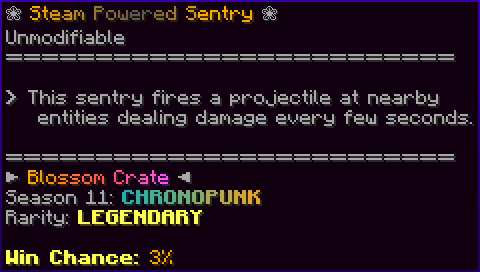 ❀ Steam Powered Sentry ❀
Unmodifiable
==============================
> This sentry fires a projectile at nearby
entities dealing damage every few seconds.
==============================
► Blossom Crate ◄
Season 11: CHRONOPUNK
Rarity: LEGENDARY
Win Chance: 3%